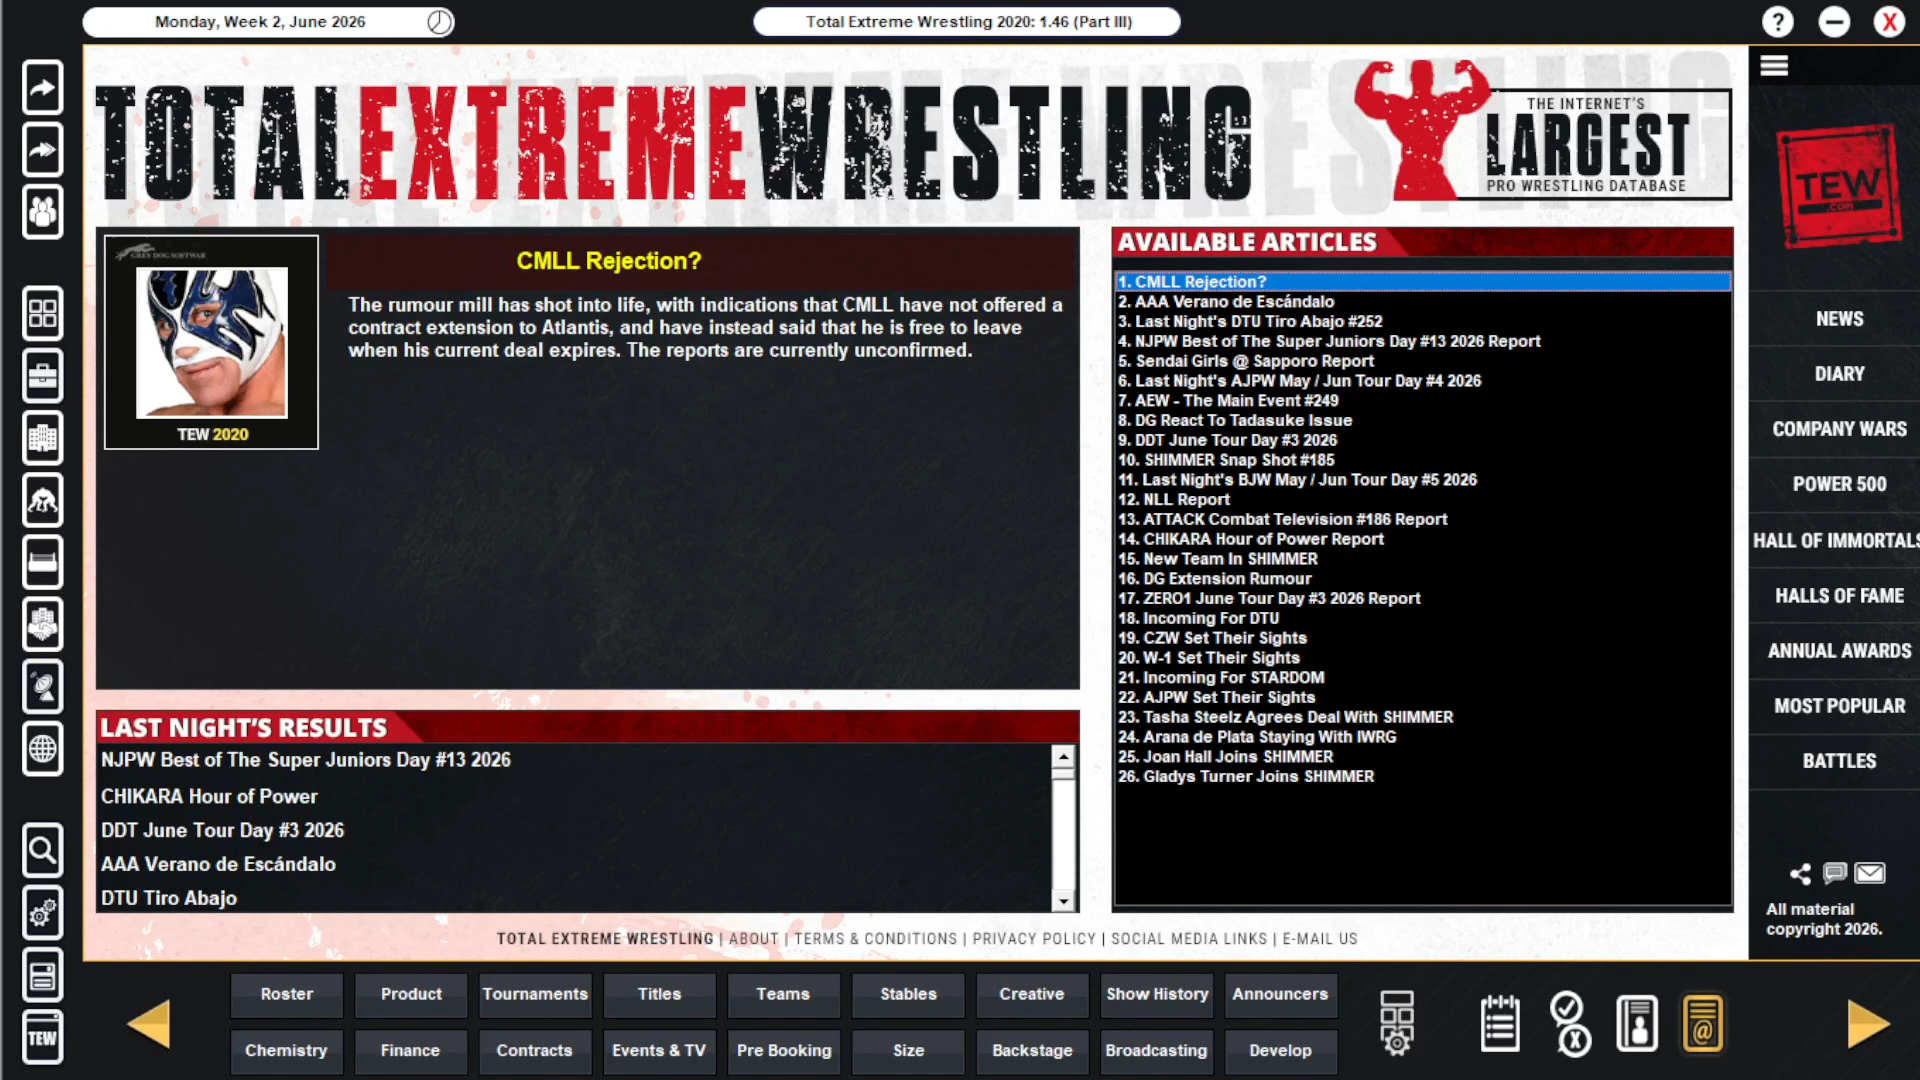 Monday, Week 2, June 2026
Total Extreme Wrestling 2020: 1.46 (Part III)
?
X
TOTALEXTREMEWRESTLING
THE INTERNET'S
LARGEST
PRO WRESTLING DATABASE
TEW
.COM
GREY DOG SOFTWAR
TEW 2020
CMLL Rejection?
The rumour mill has shot into life, with indications that CMLL have not offered a
contract extension to Atlantis, and have instead said that he is free to leave
when his current deal expires. The reports are currently unconfirmed.
AVAILABLE ARTICLES
1. CMLL Rejection?
2. AAA Verano de Escándalo
3. Last Night's DTU Tiro Abajo #252
4. NJPW Best of The Super Juniors Day #13 2026 Report
5. Sendai Girls @ Sapporo Report
6. Last Night's AJPW May / Jun Tour Day #4 2026
7. AEW - The Main Event #249
8. DG React To Tadasuke Issue
9. DDT June Tour Day #3 2026
10. SHIMMER Snap Shot #185
11. Last Night's BJW May / Jun Tour Day #5 2026
12. NLL Report
13. ATTACK Combat Television #186 Report
14. CHIKARA Hour of Power Report
15. New Team In SHIMMER
16. DG Extension Rumour
17. ZERO1 June Tour Day #3 2026 Report
18. Incoming For DTU
19. CZW Set Their Sights
20. W-1 Set Their Sights
21. Incoming For STARDOM
22. AJPW Set Their Sights
23. Tasha Steelz Agrees Deal With SHIMMER
24. Arana de Plata Staying With IWRG
25. Joan Hall Joins SHIMMER
26. Gladys Turner Joins SHIMMER
LAST NIGHT'S RESULTS
NJPW Best of The Super Juniors Day #13 2026
CHIKARA Hour of Power
DDT June Tour Day #3 2026
AAA Verano de Escándalo
DTU Tiro Abajo
TOTAL EXTREME WRESTLING | ABOUT | TERMS & CONDITIONS | PRIVACY POLICY | SOCIAL MEDIA LINKS | E-MAIL US
NEWS
DIARY
COMPANY WARS
POWER 500
HALL OF IMMORTALS
HALLS OF FAME
ANNUAL AWARDS
MOST POPULAR
BATTLES
All material
copyright 2026.
TEW
Roster Product Tournaments Titles Teams Stables Creative Show History Announcers
Chemistry Finance Contracts Events & TV Pre Booking Size Backstage Broadcasting Develop